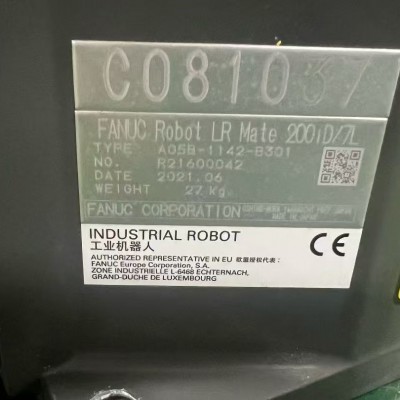 C08103/
FANUC Robot LR Mate 200iD/7L
TYPE A05B-1142-B301
NO. R21600042
DATE 2021.06
WEIGHT 27 Kg
FANUC CORPORATION
INDUSTRIAL ROBOT
工业机器人
CE
AUTHORIZED REPRESENTATIVE IN EU 欧盟授权代表:
FANUC Europe Corporation, S.A.
ZONE INDUSTRIELLE L-6468 ECHTERNACH,
GRAND-DUCHE DE LUXEMBOURG